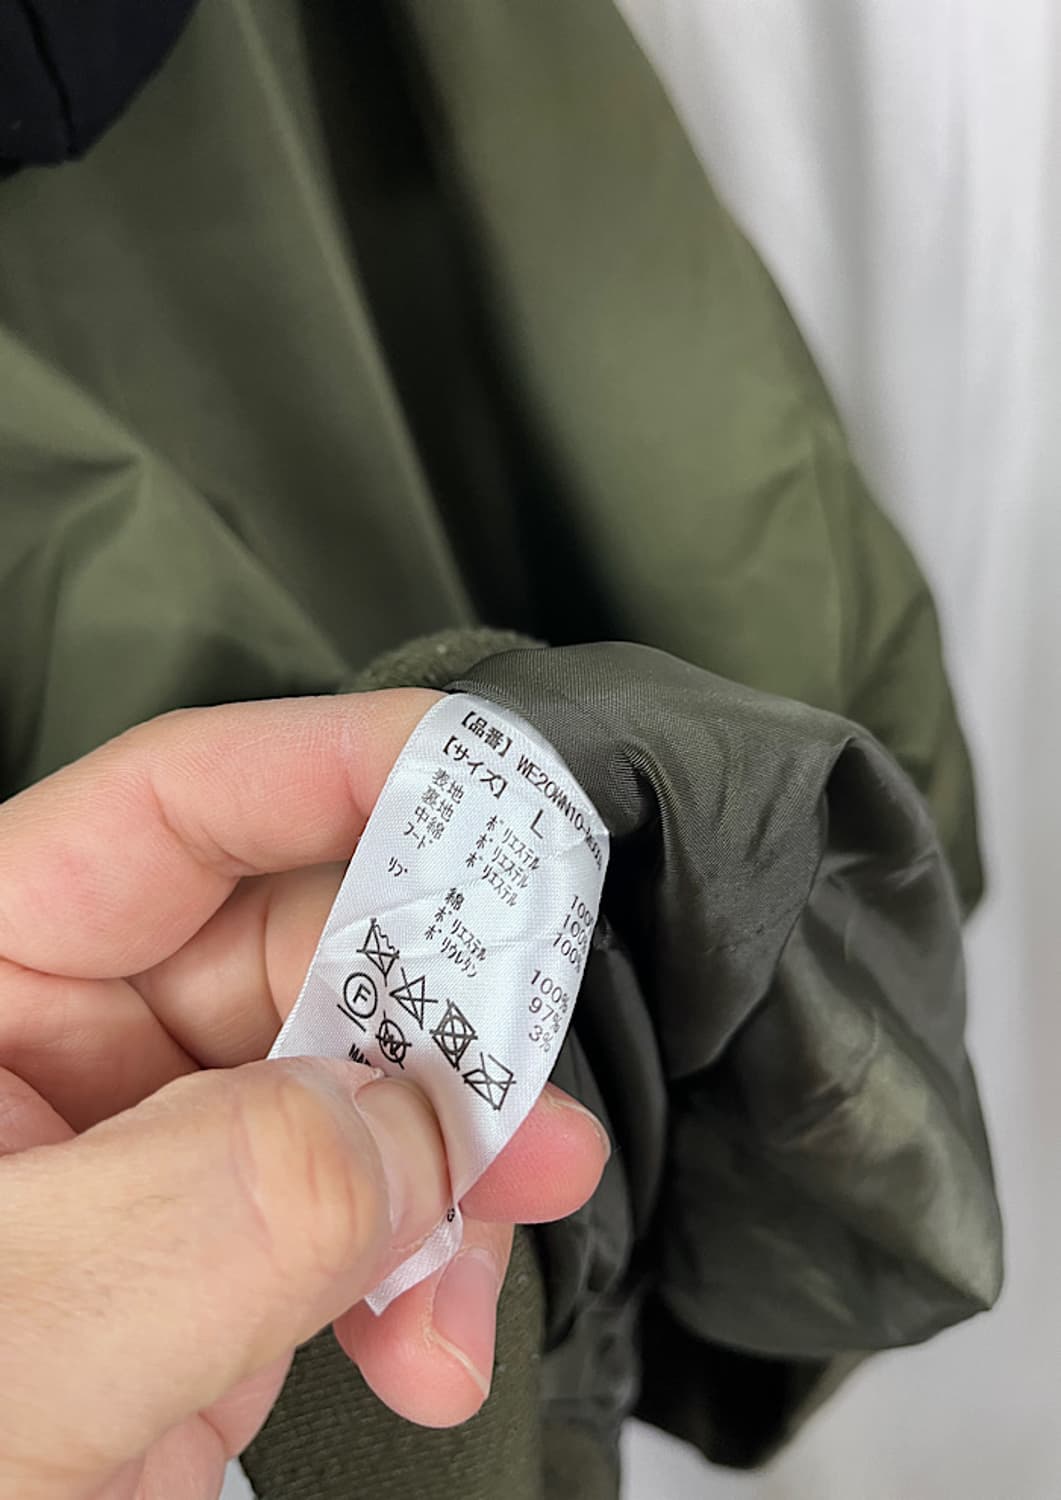 【品番】 WE20WN10-
【サイズ】 L
表地 ポリエステル 100%
裏地 ポリエステル 100%
中綿 ポリエステル 100%
フード
綿 100%
リブ ポリエステル 97%
ポリウレタン 3%
F
W